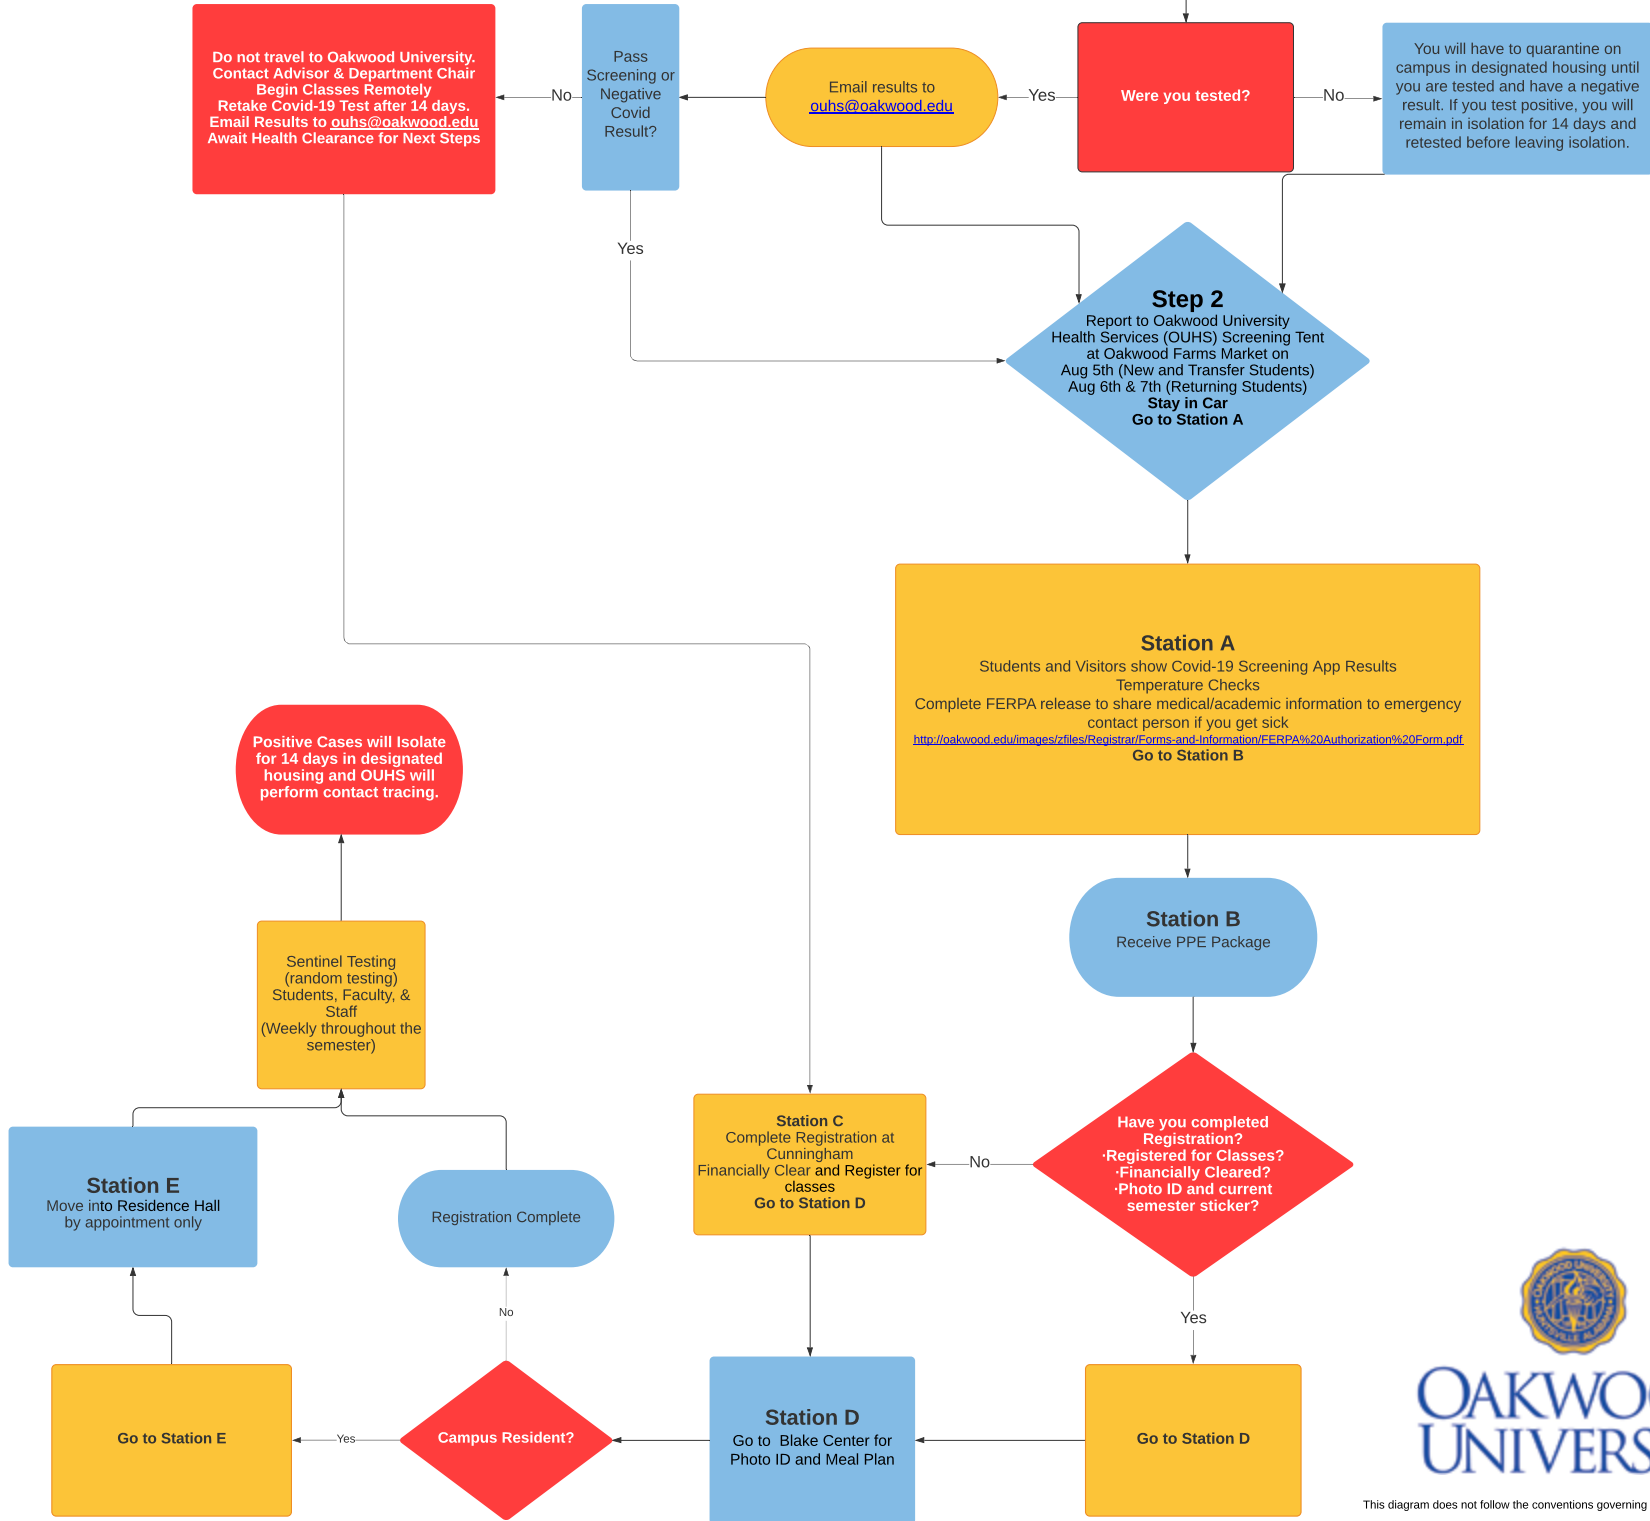 Do not travel to Oakwood University.
Contact Advisor & Department Chair
Begin Classes Remotely
Retake Covid-19 Test after 14 days.
Email Results to ouhs@oakwood.edu
Await Health Clearance for Next Steps
No
Pass
Screening or
Negative
Covid
Result?
Email results to
ouhs@oakwood.edu
Yes
Were you tested?
No
You will have to quarantine on
campus in designated housing until
you are tested and have a negative
result. If you test positive, you will
remain in isolation for 14 days and
retested before leaving isolation.
Yes
Step 2
Report to Oakwood University
Health Services (OUHS) Screening Tent
at Oakwood Farms Market on
Aug 5th (New and Transfer Students)
Aug 6th & 7th (Returning Students)
Stay in Car
Go to Station A
Station A
Students and Visitors show Covid-19 Screening App Results
Temperature Checks
Complete FERPA release to share medical/academic information to emergency
contact person if you get sick
http://oakwood.edu/images/zfiles/Registrar/Forms-and-Information/FERPA%20Authorization%20Form.pdf
Go to Station B
Positive Cases will Isolate
for 14 days in designated
housing and OUHS will
perform contact tracing.
Station B
Receive PPE Package
Sentinel Testing
(random testing)
Students, Faculty, &
Staff
(Weekly throughout the
semester)
Have you completed
Registration?
·Registered for Classes?
·Financially Cleared?
·Photo ID and current
semester sticker?
No
Station C
Complete Registration at
Cunningham
Financially Clear and Register for
classes
Go to Station D
Station E
Move into Residence Hall
by appointment only
Registration Complete
No
Yes
Go to Station E
Yes
Campus Resident?
Station D
Go to  Blake Center for
Photo ID and Meal Plan
Go to Station D
OAKWOOD UNIVERSITY
HUNTSVILLE ALABAMA
OAKWOO
UNIVERS
This diagram does not follow the conventions governing